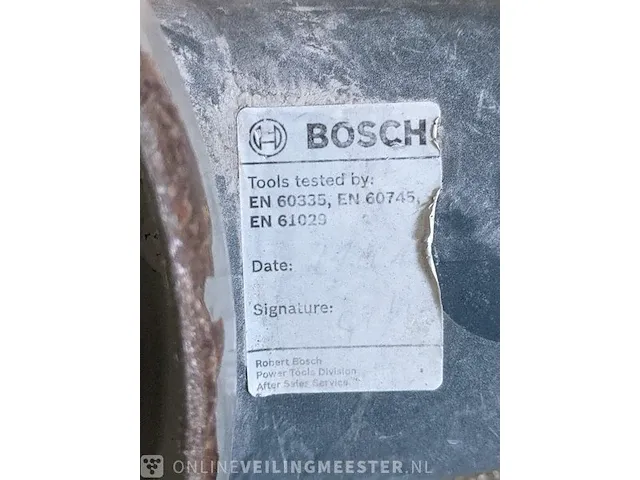 BOSCH
Tools tested by:
EN 60335, EN 60745,
EN 61029
Date:
Signature:
Robert Bosch
Power Tools Division
After Sales Service
ONLINEVEILINGMEESTER.NL